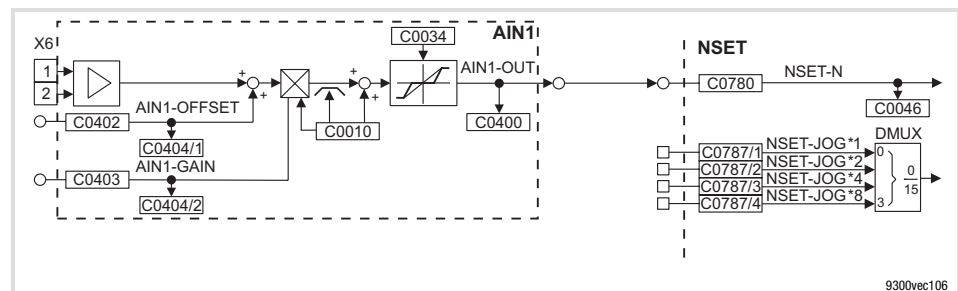 AIN1
X6
C0034
NSET
1
2
AIN1-OUT
C0780
NSET-N
AIN1-OFFSET
C0402
C0010
C0400
C0046
C0404/1
AIN1-GAIN
C0403
C0404/2
DMUX
C0787/1 NSET-JOG*1 0
C0787/2 NSET-JOG*2
C0787/3 NSET-JOG*4
C0787/4 NSET-JOG*8 3
0
15
+
+
+
+
9300vec106